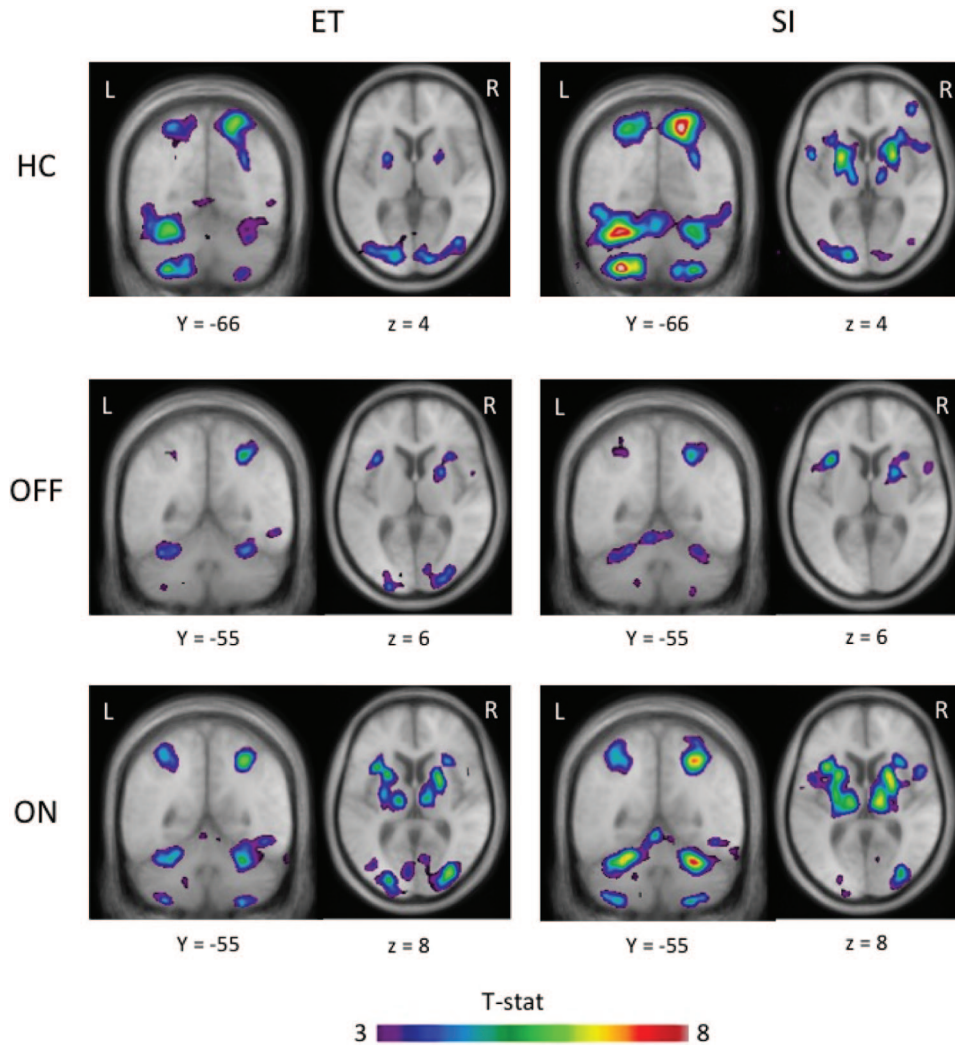 ET SI
HC
L R L R
Y = -66 z = 4 Y = -66 z = 4
OFF
L R L R
Y = -55 z = 6 Y = -55 z = 6
ON
L R L R
Y = -55 z = 8 Y = -55 z = 8
T-stat
3 8